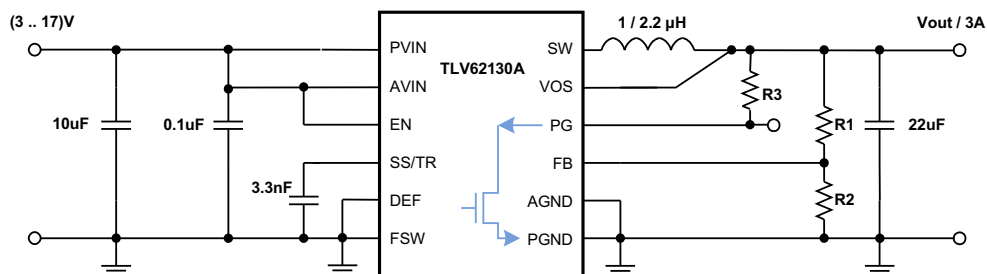 (3 .. 17)V
1 / 2.2 µH
Vout / 3A
PVIN
SW
TLV62130A
AVIN
VOS
R3
10uF
0.1uF
EN
PG
R1
22uF
SS/TR
FB
3.3nF
DEF
AGND
R2
FSW
PGND